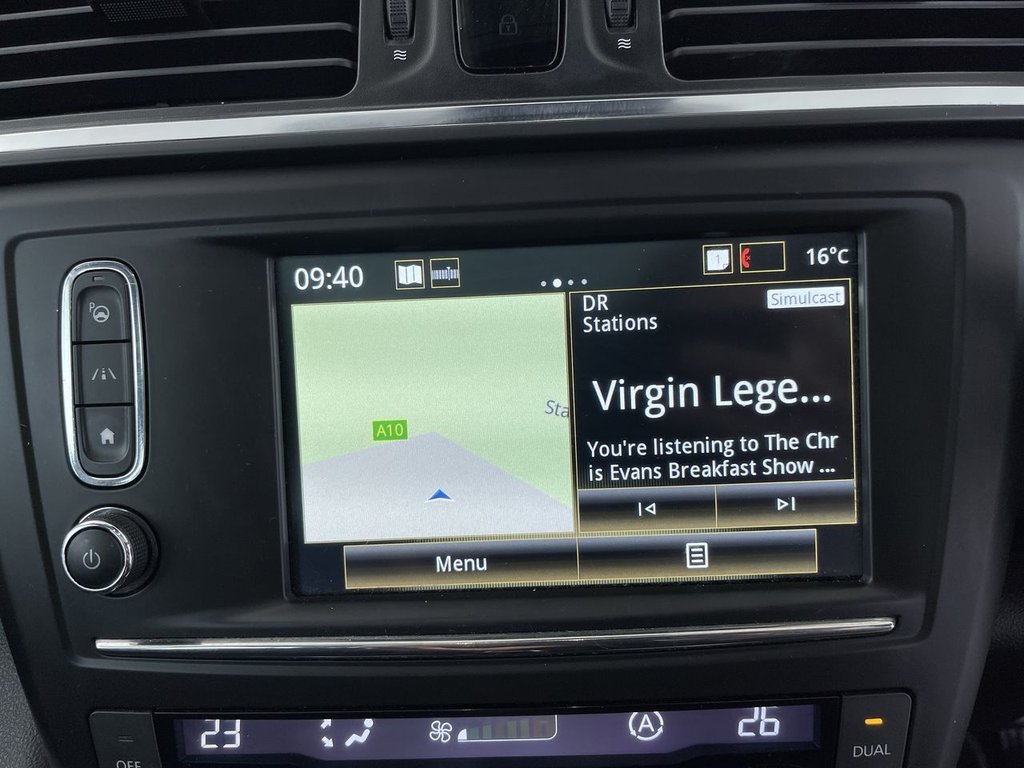 09:40
1
16°C
DR
Stations
Simulcast
Virgin Lege...
You're listening to The Chr
is Evans Breakfast Show ...
A10
Sta
Menu
P
23
A
26
OFF
DUAL